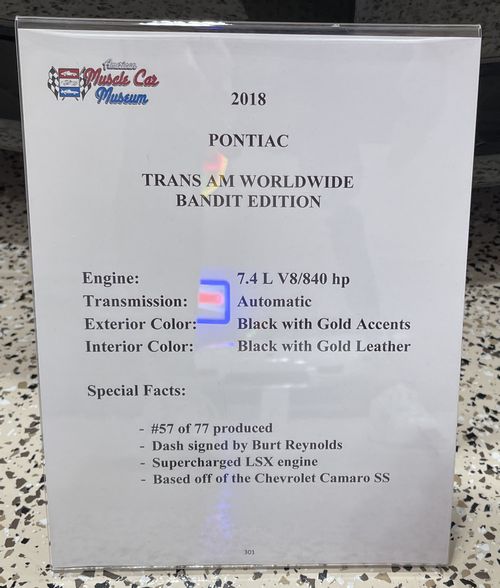 American
Muscle Car
Museum
2018
PONTIAC
TRANS AM WORLDWIDE
BANDIT EDITION
Engine: 7.4 L V8/840 hp
Transmission: Automatic
Exterior Color: Black with Gold Accents
Interior Color: Black with Gold Leather
Special Facts:
- #57 of 77 produced
- Dash signed by Burt Reynolds
- Supercharged LSX engine
- Based off of the Chevrolet Camaro SS
301